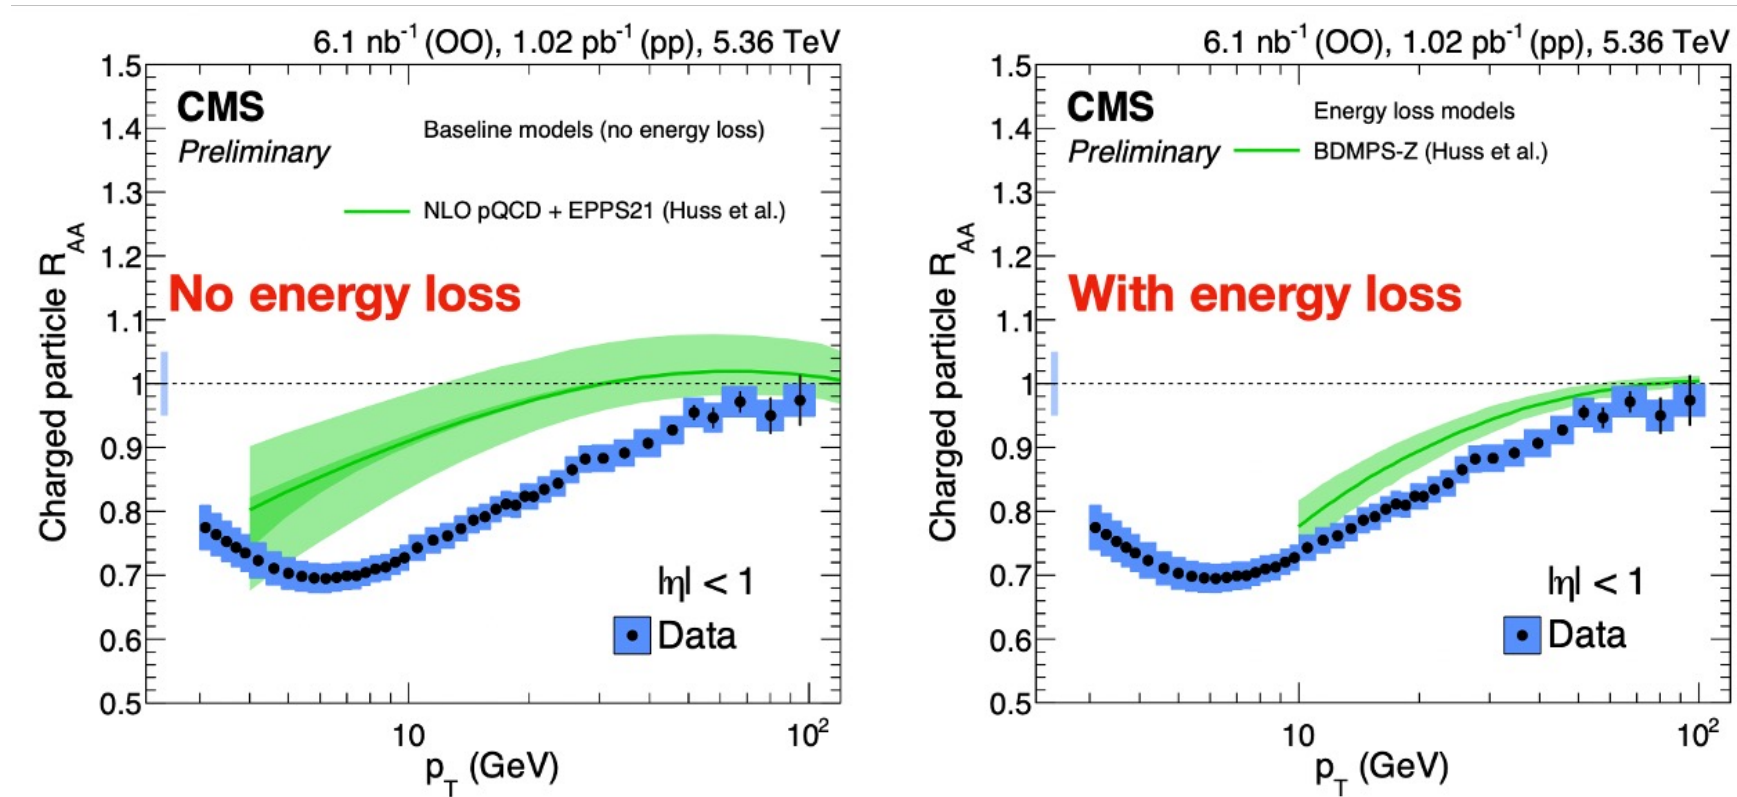 6.1 nb⁻¹ (OO), 1.02 pb⁻¹ (pp), 5.36 TeV
CMS
Preliminary
Baseline models (no energy loss)
NLO pQCD + EPPS21 (Huss et al.)
No energy loss
|η| < 1
Data
Charged particle R_AA
1.5
1.4
1.3
1.2
1.1
1
0.9
0.8
0.7
0.6
0.5
10
10²
p_T (GeV)
6.1 nb⁻¹ (OO), 1.02 pb⁻¹ (pp), 5.36 TeV
CMS
Preliminary
Energy loss models
BDMPS-Z (Huss et al.)
With energy loss
|η| < 1
Data
Charged particle R_AA
1.5
1.4
1.3
1.2
1.1
1
0.9
0.8
0.7
0.6
0.5
10
10²
p_T (GeV)